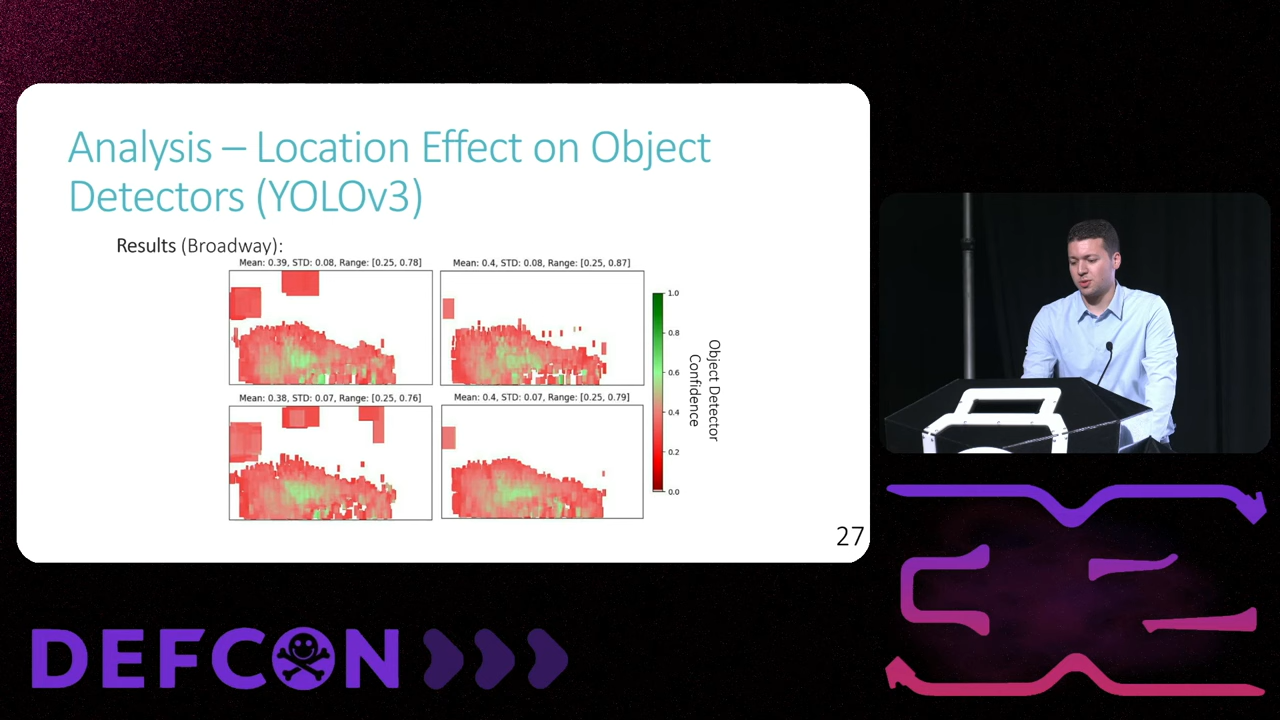 Analysis – Location Effect on Object
Detectors (YOLOv3)
Results (Broadway):
Mean: 0.39, STD: 0.08, Range: [0.25, 0.78]
Mean: 0.4, STD: 0.08, Range: [0.25, 0.87]
Mean: 0.38, STD: 0.07, Range: [0.25, 0.76]
Mean: 0.4, STD: 0.07, Range: [0.25, 0.79]
1.0
0.8
0.6
0.4
0.2
0.0
Object Detector
Confidence
27
DEFCON